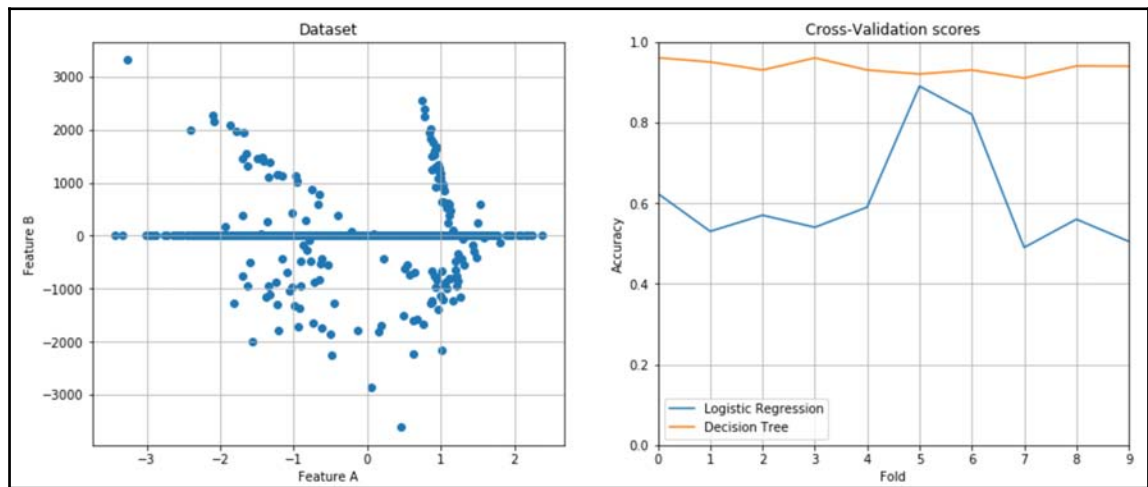 Dataset
3000
2000
1000
0
−1000
−2000
−3000
Feature B
−3 −2 −1 0 1 2
Feature A
Cross-Validation scores
1.0
0.8
0.6
0.4
0.2
0.0
Accuracy
Logistic Regression
Decision Tree
0 1 2 3 4 5 6 7 8 9
Fold